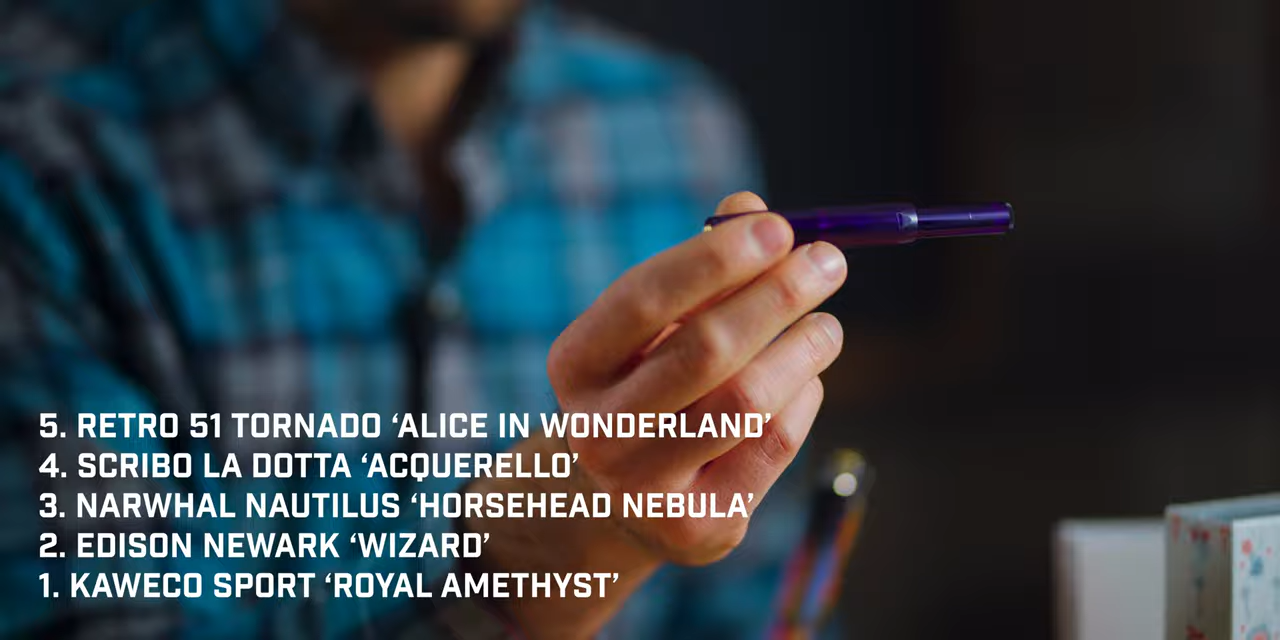 5. RETRO 51 TORNADO ‘ALICE IN WONDERLAND’
4. SCRIBO LA DOTTA ‘ACQUERELLO’
3. NARWHAL NAUTILUS ‘HORSEHEAD NEBULA’
2. EDISON NEWARK ‘WIZARD’
1. KAWECO SPORT ‘ROYAL AMETHYST’